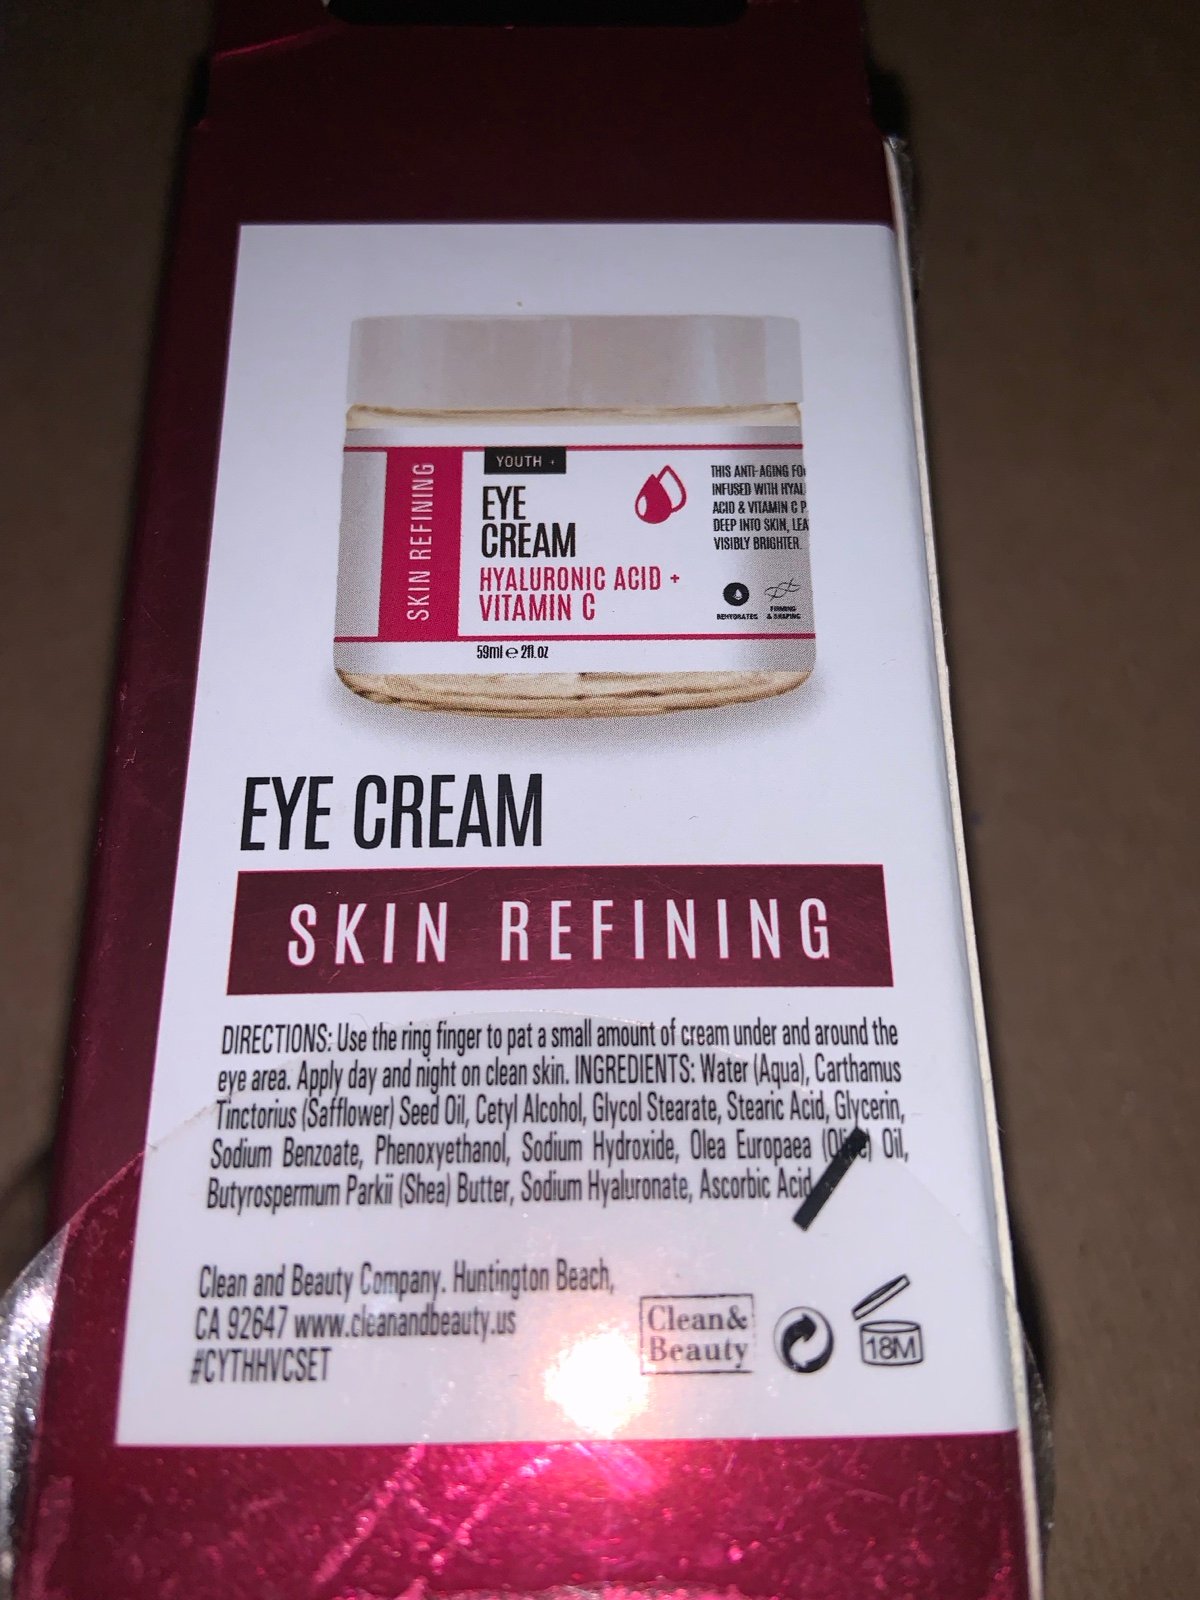 SKIN REFINING
YOUTH +
EYE
CREAM
HYALURONIC ACID +
VITAMIN C
59ml e 2fl.oz
THIS ANTI-AGING
INFUSED WITH
ACID & VITAMIN C
DEEP INTO SKIN,
VISIBLY BRIGHTER.
REHYDRATES
FIRMING
& SHAPING
EYE CREAM
SKIN REFINING
DIRECTIONS: Use the ring finger to pat a small amount of cream under and around the
eye area. Apply day and night on clean skin. INGREDIENTS: Water (Aqua), Carthamus
Tinctorius (Safflower) Seed Oil, Cetyl Alcohol, Glycol Stearate, Stearic Acid, Glycerin,
Sodium Benzoate, Phenoxyethanol, Sodium Hydroxide, Olea Europaea (Olive) Oil,
Butyrospermum Parkii (Shea) Butter, Sodium Hyaluronate, Ascorbic Acid
Clean and Beauty Company. Huntington Beach,
CA 92647 www.cleanandbeauty.us
#CYTHHVCSET
Clean&
Beauty
18M